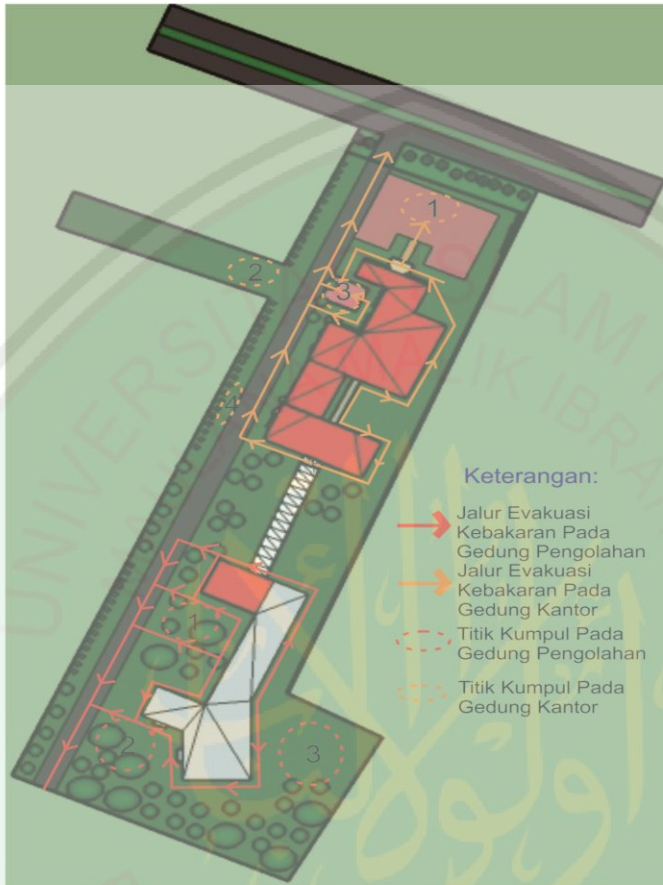 1
2
3
4
Keterangan:
Jalur Evakuasi
Kebakaran Pada
Gedung Pengolahan
Jalur Evakuasi
Kebakaran Pada
Gedung Kantor
Titik Kumpul Pada
Gedung Pengolahan
Titik Kumpul Pada
Gedung Kantor
1
2
3